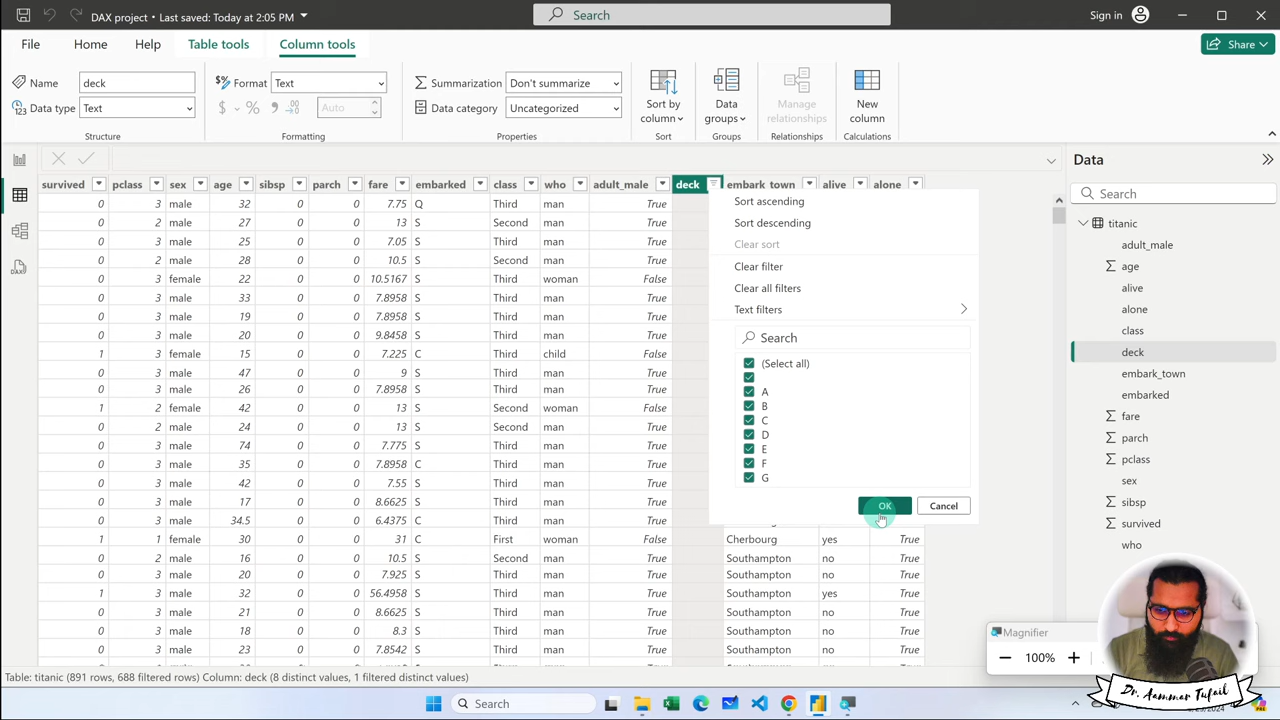 DAX project • Last saved: Today at 2:05 PM
Search
Sign in
File Home Help Table tools Column tools
Share
Name deck
Format Text
Summarization Don't summarize
Data type Text
$ % Auto
Data category Uncategorized
Sort by column
Data groups
Manage relationships
New column
Structure Formatting Properties Sort Groups Relationships Calculations
survived pclass sex age sibsp parch fare embarked class who adult_male deck embark_town alive alone
3 male 32 0 0 7.75 Q Third man True
0 2 male 27 0 0 13 S Second man True
0 3 male 25 0 0 7.05 S Third man True
0 2 male 28 0 0 10.5 S Second man True
0 3 female 22 0 0 10.5167 S Third woman False
0 3 male 33 0 0 7.8958 S Third man True
0 3 male 19 0 0 7.8958 S Third man True
0 3 male 20 0 0 9.8458 S Third man True
1 3 female 15 0 0 7.225 C Third child False
0 3 male 47 0 0 9 S Third man True
0 3 male 26 0 0 7.8958 S Third man True
1 2 female 42 0 0 13 S Second woman False
0 2 male 24 0 0 13 S Second man True
0 3 male 74 0 0 7.775 S Third man True
0 3 male 35 0 0 7.8958 C Third man True
0 3 male 42 0 0 7.55 S Third man True
0 3 male 17 0 0 8.6625 S Third man True
0 3 male 34.5 0 0 6.4375 C Third man True
1 1 female 30 0 0 31 C First woman False Cherbourg yes True
0 2 male 16 0 0 10.5 S Second man True Southampton no True
0 3 male 20 0 0 7.925 S Third man True Southampton no True
1 3 male 32 0 0 56.4958 S Third man True Southampton yes True
0 3 male 21 0 0 8.6625 S Third man True Southampton no True
0 3 male 18 0 0 8.3 S Third man True Southampton no True
0 3 male 23 0 0 7.8542 S Third man True Southampton no True
Sort ascending
Sort descending
Clear sort
Clear filter
Clear all filters
Text filters
Search
(Select all)
A
B
C
D
E
F
G
OK Cancel
Data
Search
titanic
adult_male
age
alive
alone
class
deck
embark_town
embarked
fare
parch
pclass
sex
sibsp
survived
who
Magnifier
100%
Dr. Aammar Tufail
(891 rows, 688 filtered rows) Column: deck (8 distinct values, 1 filtered distinct values)
Search